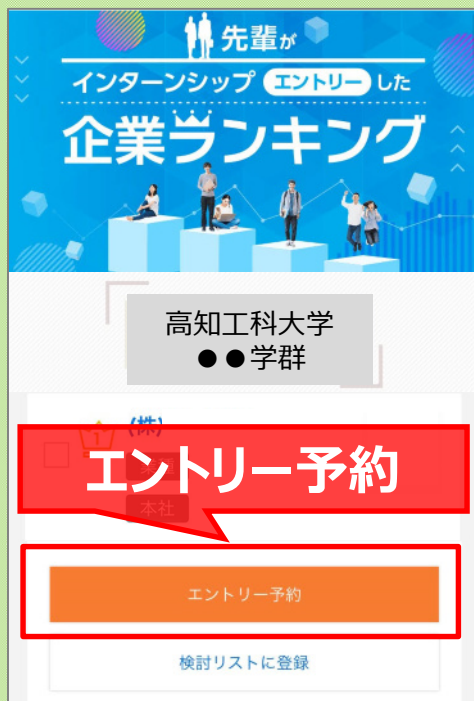 先輩が
インターンシップ エントリー した
企業ランキング
高知工科大学
●●学群
1
(株)
エントリー予約
本社
エントリー予約
検討リストに登録